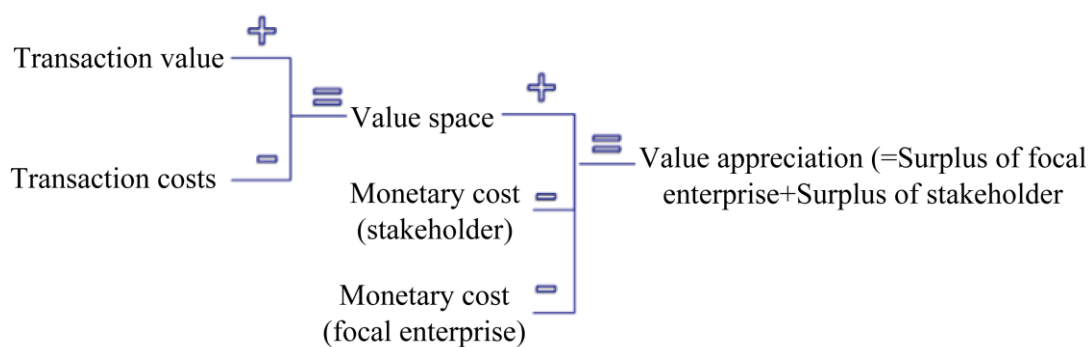 Transaction value
Transaction costs
Value space
Monetary cost
(stakeholder)
Monetary cost
(focal enterprise)
Value appreciation (=Surplus of focal
enterprise+Surplus of stakeholder